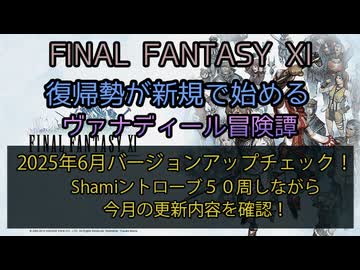 FINAL FANTASY XI
復帰勢が新規で始める
ヴァナディール冒険譚
FINAL FANTASY XI
2025年6月バージョンアップチェック！
Shamiントローブ５０周しながら
今月の更新内容を確認！